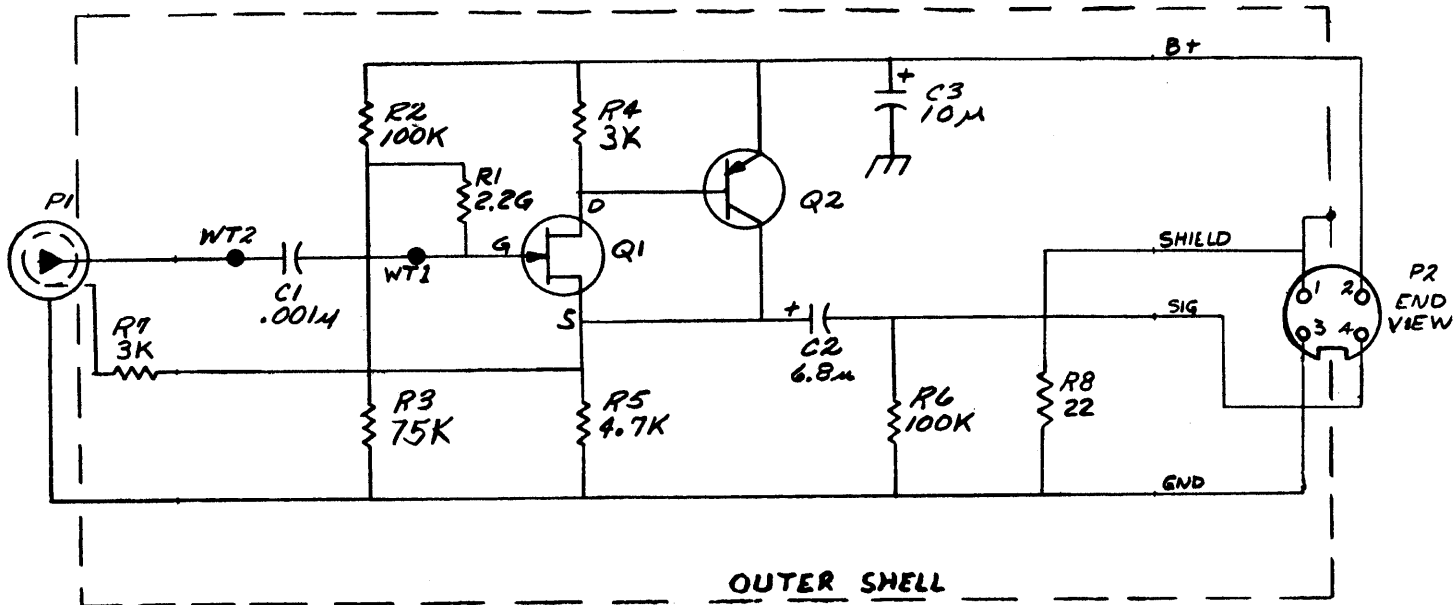 B+
R2
100K
R4
3K
+
C3
10µ
P1
R1
2.2G
Q2
WT2
D
G
Q1
WT1
SHIELD
C1
.001µ
1
2
P2
END
VIEW
3
4
S
+
SIG
R7
3K
C2
6.8µ
R3
75K
R5
4.7K
R6
100K
R8
22
GND
OUTER SHELL